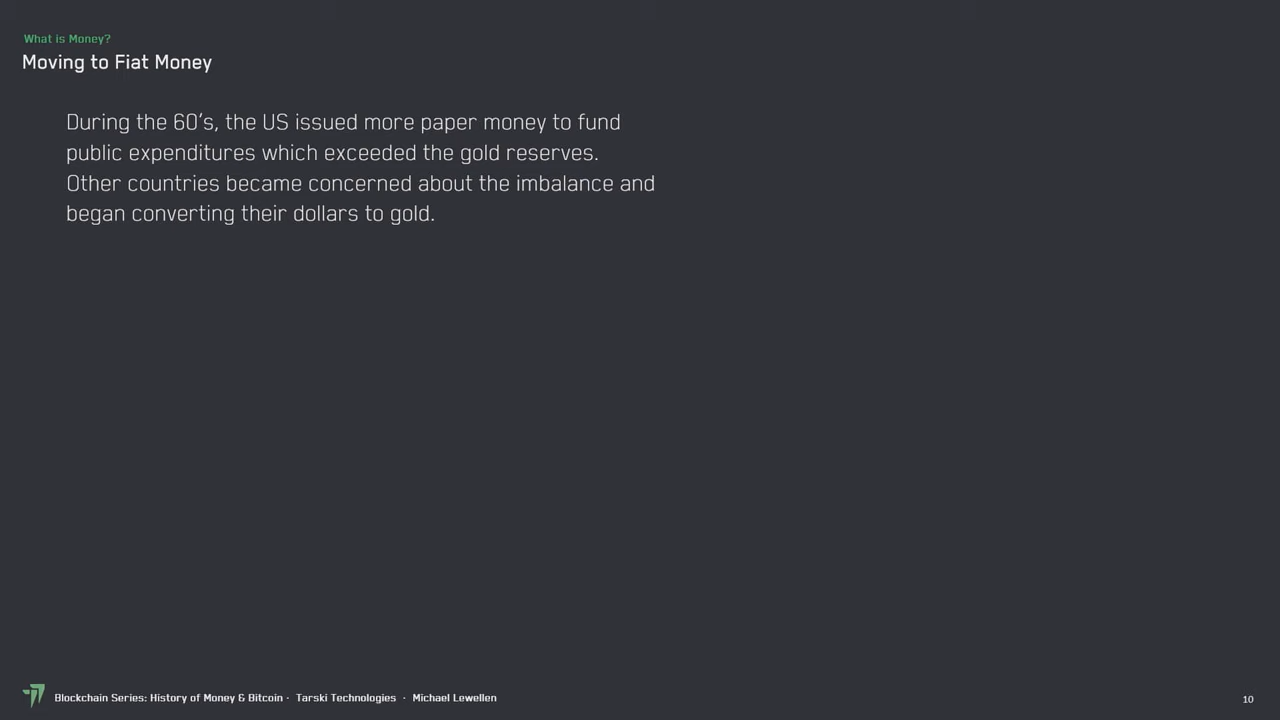 What is Money?
Moving to Fiat Money
During the 60's, the US issued more paper money to fund
public expenditures which exceeded the gold reserves.
Other countries became concerned about the imbalance and
began converting their dollars to gold.
Blockchain Series: History of Money & Bitcoin · Tarski Technologies · Michael Lewellen
10